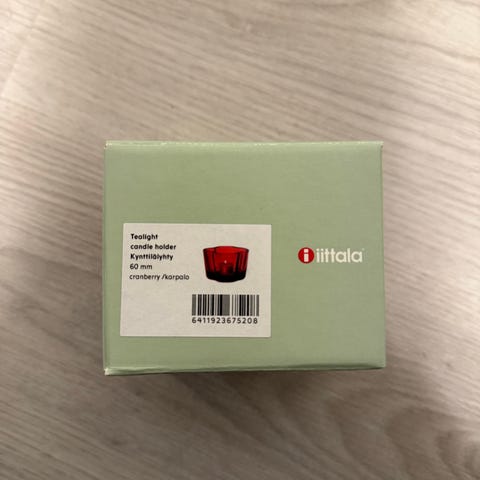 Tealight
candle holder
Kynttilälyhty
60 mm
cranberry /karpalo
6411923675208
i iittala